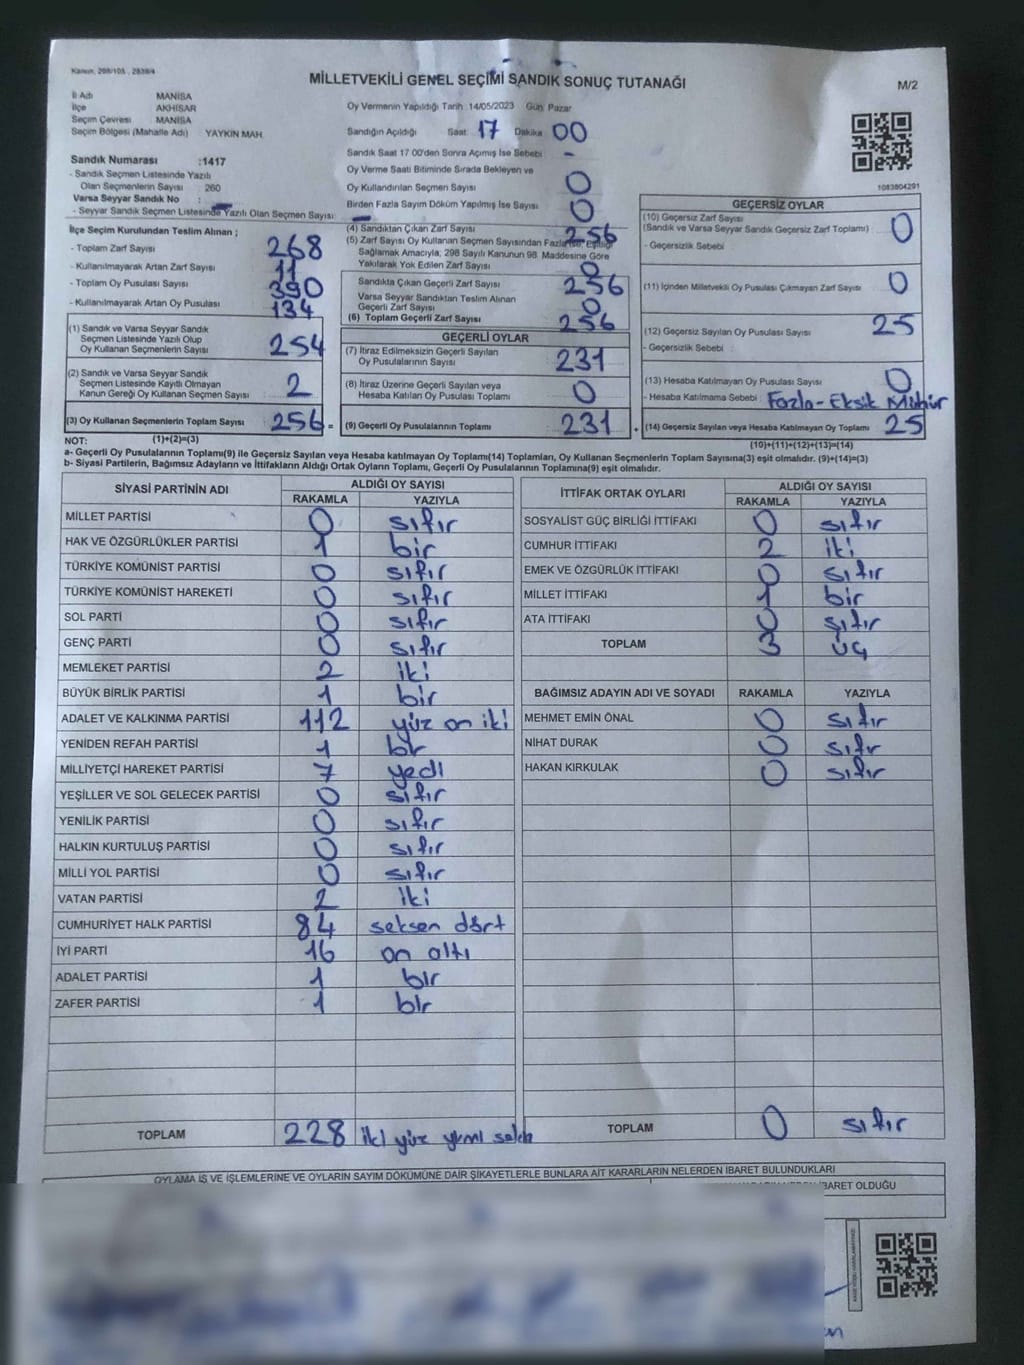 Kanun, 298/105 , 2839/4
MİLLETVEKİLİ GENEL SEÇİMİ SANDIK SONUÇ TUTANAĞI
M/2
İl Adı MANİSA
İlçe AKHİSAR
Seçim Çevresi MANİSA
Seçim Bölgesi (Mahalle Adı) YAYKIN MAH.
Sandık Numarası :1417
- Sandık Seçmen Listesinde Yazılı
Olan Seçmenlerin Sayısı 260
Varsa Seyyar Sandık No : -
- Seyyar Sandık Seçmen Listesinde Yazılı Olan Seçmen Sayısı: -
Oy Vermenin Yapıldığı Tarih 14/05/2023 Gün Pazar
Sandığın Açıldığı Saat 17 Dakika 00
Sandık Saat 17 00'den Sonra Açımış İse Sebebi -
Oy Verme Saati Bitiminde Sırada Bekleyen ve
Oy Kullandırılan Seçmen Sayısı 0
Birden Fazla Sayım Döküm Yapılmış İse Sayısı 0
1083804291
İlçe Seçim Kurulundan Teslim Alınan ;
- Toplam Zarf Sayısı 268
- Kullanılmayarak Artan Zarf Sayısı 11
- Toplam Oy Pusulası Sayısı 390
- Kullanılmayarak Artan Oy Pusulası 134
(1) Sandık ve Varsa Seyyar Sandık
Seçmen Listesinde Yazılı Olup
Oy Kullanan Seçmenlerin Sayısı 254
(2) Sandık ve Varsa Seyyar Sandık
Seçmen Listesinde Kayıtlı Olmayan
Kanun Gereği Oy Kullanan Seçmen Sayısı 2
(3) Oy Kullanan Seçmenlerin Toplam Sayısı 256 =
(4) Sandıktan Çıkan Zarf Sayısı 256
(5) Zarf Sayısı Oy Kullanan Seçmen Sayısından Fazla ise, Eşitliği
Sağlamak Amacıyla, 298 Sayılı Kanunun 98. Maddesine Göre
Yakılarak Yok Edilen Zarf Sayısı 0
Sandıkta Çıkan Geçerli Zarf Sayısı 256
Varsa Seyyar Sandıktan Teslim Alınan
Geçerli Zarf Sayısı 0
(6) Toplam Geçerli Zarf Sayısı 256
GEÇERLİ OYLAR
(7) İtiraz Edilmeksizin Geçerli Sayılan
Oy Pusulalarının Sayısı 231
(8) İtiraz Üzerine Geçerli Sayılan veya
Hesaba Katılan Oy Pusulası Toplamı 0
(9) Geçerli Oy Pusulalarının Toplamı 231 +
GEÇERSİZ OYLAR
(10) Geçersiz Zarf Sayısı
(Sandık ve Varsa Seyyar Sandık Geçersiz Zarf Toplamı) 0
- Geçersizlik Sebebi
(11) İçinden Milletvekili Oy Pusulası Çıkmayan Zarf Sayısı 0
(12) Geçersiz Sayılan Oy Pusulası Sayısı 25
- Geçersizlik Sebebi :
(13) Hesaba Katılmayan Oy Pusulası Sayısı 0
- Hesaba Katılmama Sebebi : Fazla-Eksik Mühür
(14) Geçersiz Sayılan veya Hesaba Katılmayan Oy Toplamı 25
NOT: (1)+(2)=(3) (10)+(11)+(12)+(13)=(14)
a- Geçerli Oy Pusulalarının Toplamı(9) ile Geçersiz Sayılan veya Hesaba katılmayan Oy Toplamı(14) Toplamları, Oy Kullanan Seçmenlerin Toplam Sayısına(3) eşit olmalıdır. (9)+(14)=(3)
b- Siyasi Partilerin, Bağımsız Adayların ve İttifakların Aldığı Ortak Oyların Toplamı, Geçerli Oy Pusulalarının Toplamına(9) eşit olmalıdır.
SİYASİ PARTİNİN ADI ALDIĞI OY SAYISI
RAKAMLA YAZIYLA
MİLLET PARTİSİ 0 sıfır
HAK VE ÖZGÜRLÜKLER PARTİSİ 1 bir
TÜRKİYE KOMÜNİST PARTİSİ 0 sıfır
TÜRKİYE KOMÜNİST HAREKETİ 0 sıfır
SOL PARTİ 0 sıfır
GENÇ PARTİ 0 sıfır
MEMLEKET PARTİSİ 2 iki
BÜYÜK BİRLİK PARTİSİ 1 bir
ADALET VE KALKINMA PARTİSİ 112 yüz on iki
YENİDEN REFAH PARTİSİ 1 bir
MİLLİYETÇİ HAREKET PARTİSİ 7 yedi
YEŞİLLER VE SOL GELECEK PARTİSİ 0 sıfır
YENİLİK PARTİSİ 0 sıfır
HALKIN KURTULUŞ PARTİSİ 0 sıfır
MİLLİ YOL PARTİSİ 0 sıfır
VATAN PARTİSİ 2 iki
CUMHURİYET HALK PARTİSİ 84 seksen dört
İYİ PARTİ 16 on altı
ADALET PARTİSİ 1 bir
ZAFER PARTİSİ 1 bir
TOPLAM 228 iki yüz yirmi sekiz
İTTİFAK ORTAK OYLARI ALDIĞI OY SAYISI
RAKAMLA YAZIYLA
SOSYALİST GÜÇ BİRLİĞİ İTTİFAKI 0 sıfır
CUMHUR İTTİFAKI 2 iki
EMEK VE ÖZGÜRLÜK İTTİFAKI 0 sıfır
MİLLET İTTİFAKI 1 bir
ATA İTTİFAKI 0 sıfır
TOPLAM 3 üç
BAĞIMSIZ ADAYIN ADI VE SOYADI RAKAMLA YAZIYLA
MEHMET EMİN ÖNAL 0 sıfır
NİHAT DURAK 0 sıfır
HAKAN KIRKULAK 0 sıfır
TOPLAM 0 sıfır
OYLAMA İŞ VE İŞLEMLERİNE VE OYLARIN SAYIM DÖKÜMÜNE DAİR ŞİKAYETLERLE BUNLARA AİT KARARLARIN NELERDEN İBARET BULUNDUKLARI
İBARET OLDUĞU